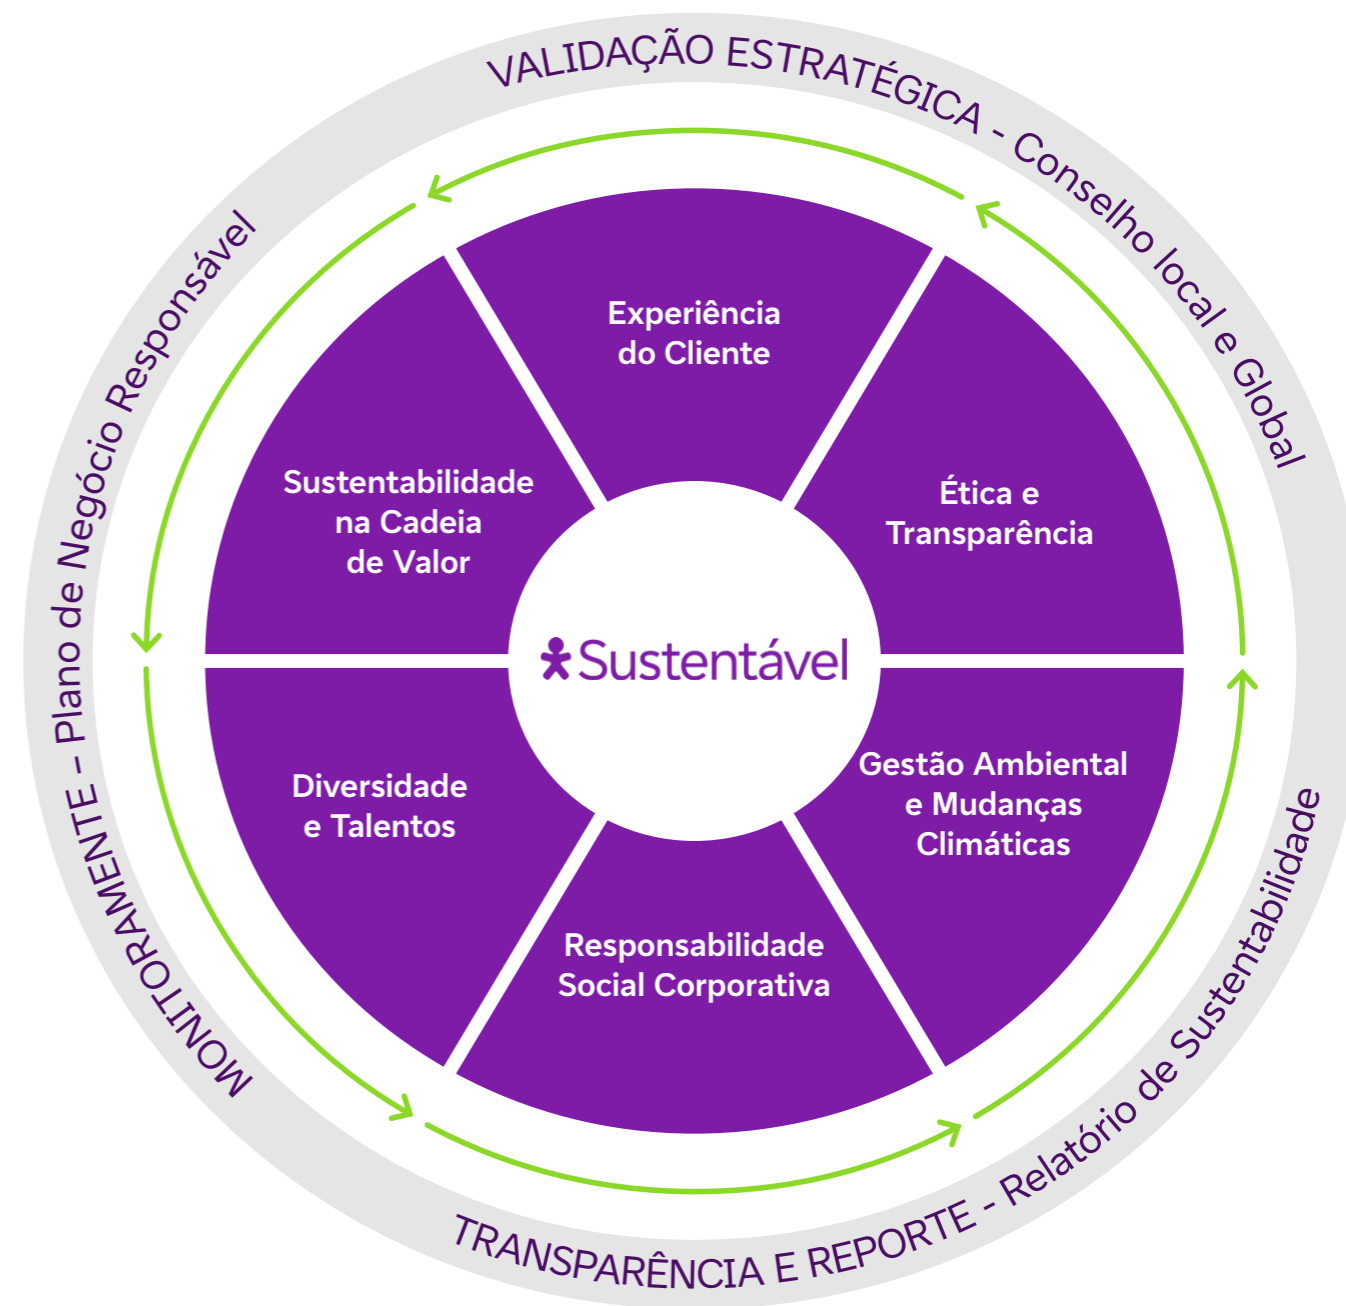 VALIDAÇÃO ESTRATÉGICA - Conselho local e Global
MONITORAMENTE – Plano de Negócio Responsável
TRANSPARÊNCIA E REPORTE - Relatório de Sustentabilidade
Experiência
do Cliente
Ética e
Transparência
Gestão Ambiental
e Mudanças
Climáticas
Responsabilidade
Social Corporativa
Diversidade
e Talentos
Sustentabilidade
na Cadeia
de Valor
Sustentável